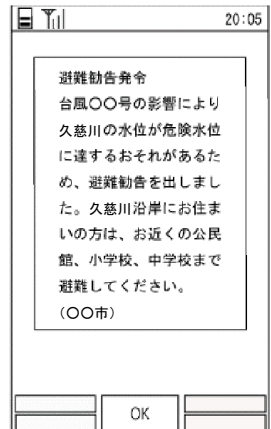 20:05
避難勧告発令
台風〇〇号の影響により
久慈川の水位が危険水位
に達するおそれがあるた
め、避難勧告を出しまし
た。久慈川沿岸にお住ま
いの方は、お近くの公民
館、小学校、中学校まで
避難してください。
(〇〇市)
OK